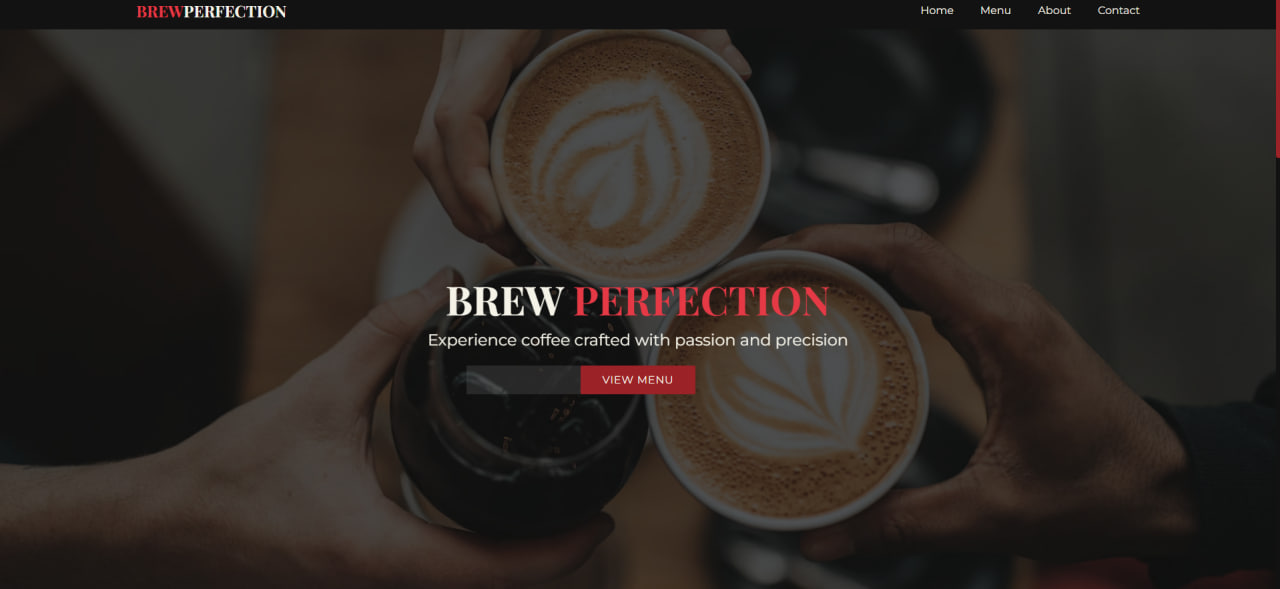 BREWPERFECTION
Home Menu About Contact
BREW PERFECTION
Experience coffee crafted with passion and precision
VIEW MENU